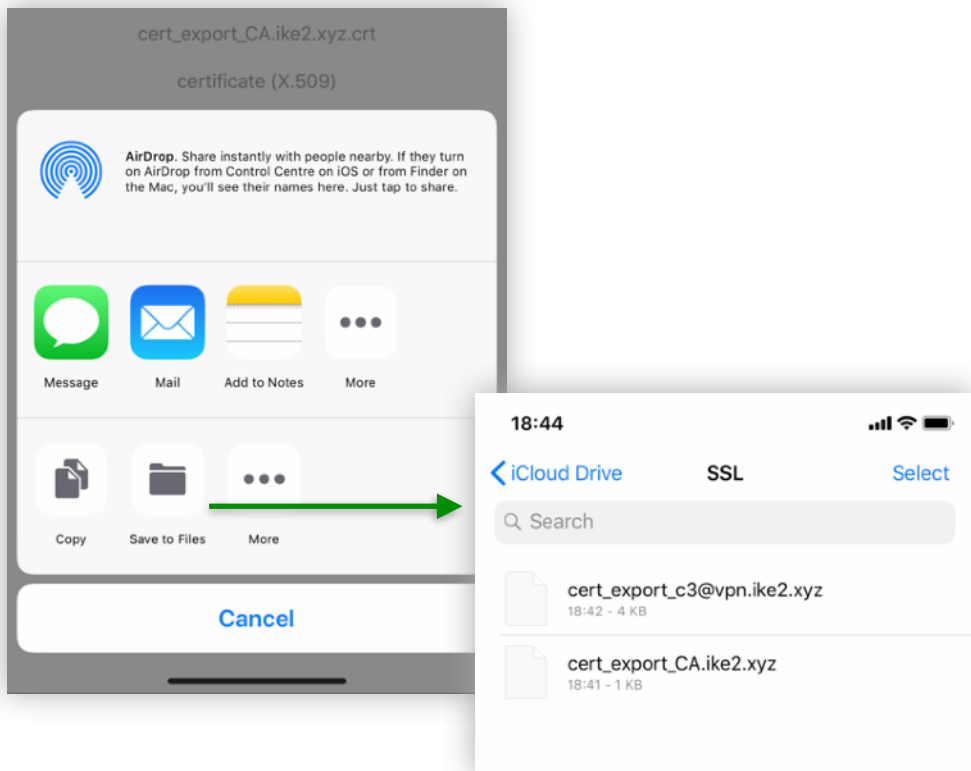 cert_export_CA.ike2.xyz.crt
certificate (X.509)
AirDrop. Share instantly with people nearby. If they turn
on AirDrop from Control Centre on iOS or from Finder on
the Mac, you'll see their names here. Just tap to share.
Message Mail Add to Notes More
Copy Save to Files More
Cancel
18:44
iCloud Drive SSL Select
Search
cert_export_c3@vpn.ike2.xyz
18:42 - 4 KB
cert_export_CA.ike2.xyz
18:41 - 1 KB